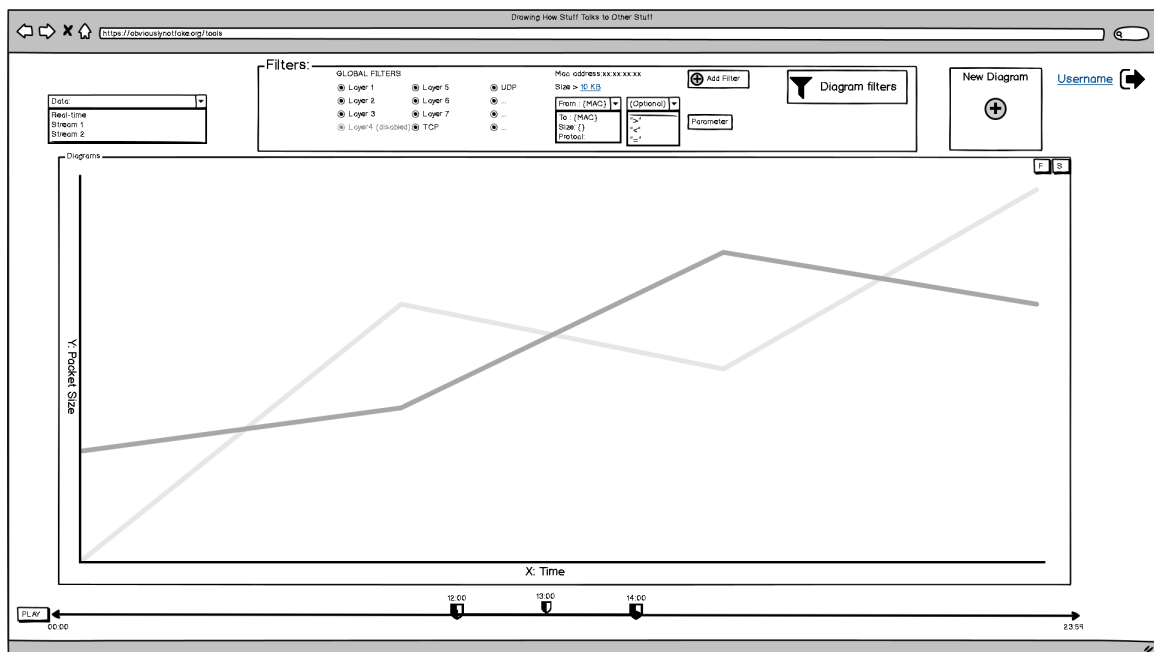 Drawing How Stuff Talks to Other Stuff
https://obviouslynotfake.org/tools
Filters:
GLOBAL FILTERS
Layer 1
Layer 5
UDP
Layer 2
Layer 6
...
Layer 3
Layer 7
...
Layer4 (disabled)
TCP
...
Mac address:xx:xx:xx:xx
Size > 10 KB
Add Filter
From : {MAC}
(Optional)
To : {MAC}
Size: {}
Protool:
">"
"<"
"="
Parameter
Diagram filters
New Diagram
Username
Data:
Real-time
Stream 1
Stream 2
Diagrams
F
S
Y: Packet Size
X: Time
PLAY
12:00
13:00
14:00
00:00
23:59